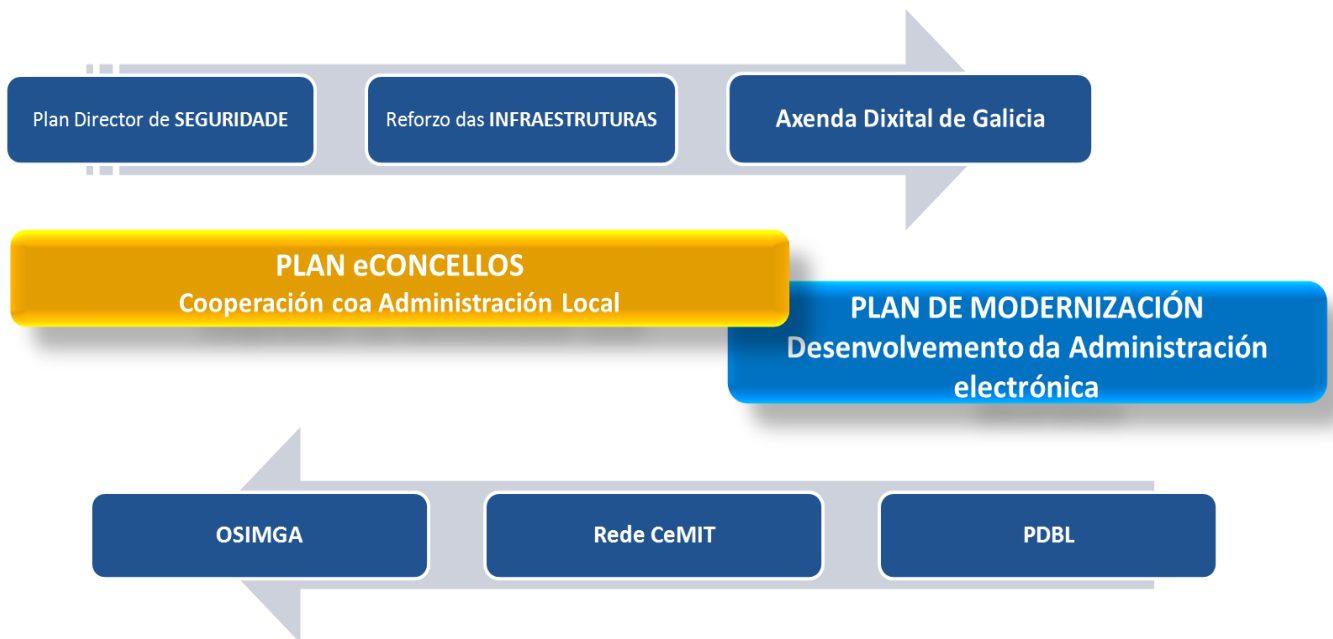 Plan Director de SEGURIDADE
Reforzo das INFRAESTRUTURAS
Axenda Dixital de Galicia
PLAN eCONCELLOS
Cooperación coa Administración Local
PLAN DE MODERNIZACIÓN
Desenvolvemento da Administración
electrónica
OSIMGA
Rede CeMIT
PDBL